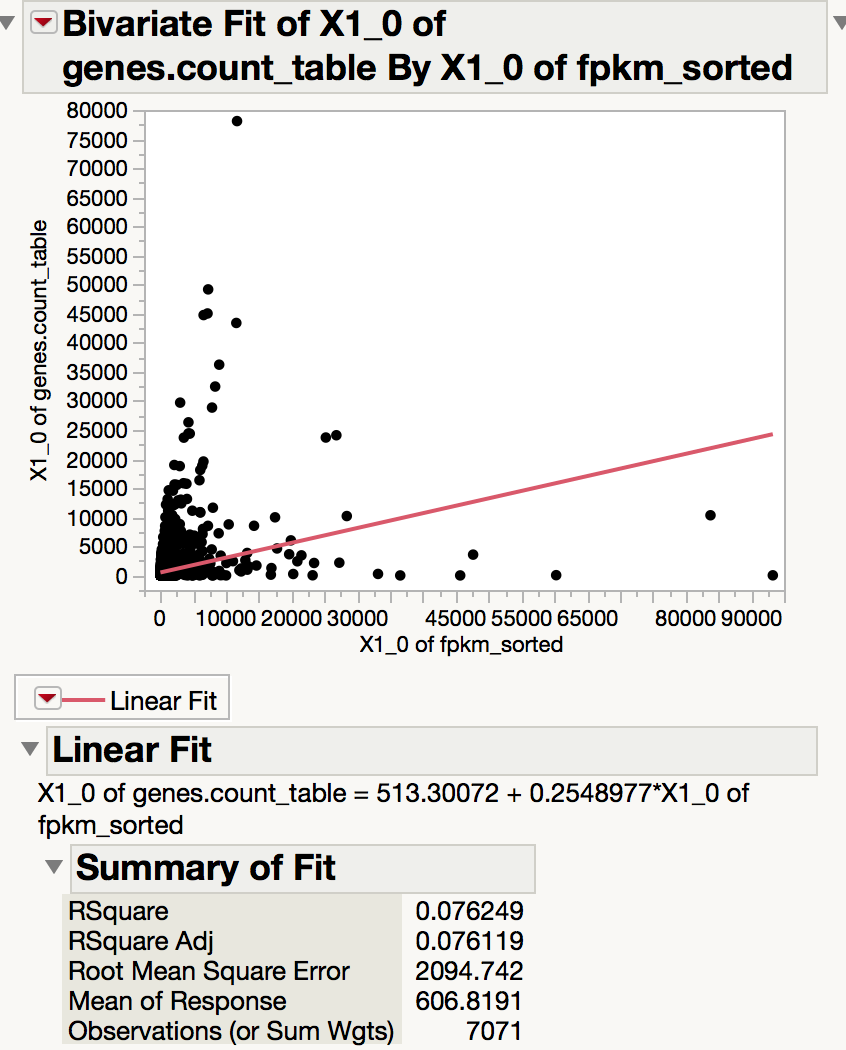 Bivariate Fit of X1_0 of
genes.count_table By X1_0 of fpkm_sorted
80000
75000
70000
65000
60000
55000
50000
45000
40000
35000
30000
25000
20000
15000
10000
5000
0
X1_0 of genes.count_table
0 10000 20000 30000 45000 55000 65000 80000 90000
X1_0 of fpkm_sorted
Linear Fit
Linear Fit
X1_0 of genes.count_table = 513.30072 + 0.2548977*X1_0 of
fpkm_sorted
Summary of Fit
RSquare 0.076249
RSquare Adj 0.076119
Root Mean Square Error 2094.742
Mean of Response 606.8191
Observations (or Sum Wgts) 7071